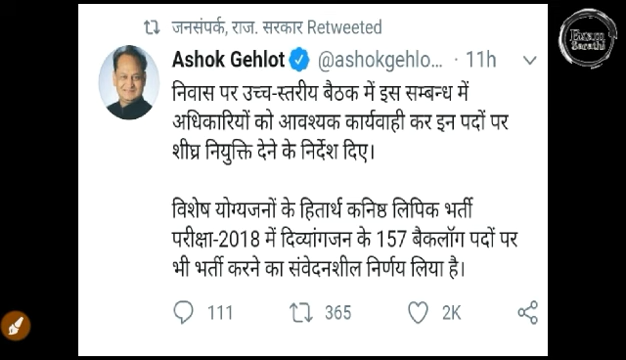 जनसंपर्क, राज. सरकार Retweeted
Ashok Gehlot @ashokgehlo... · 11h
निवास पर उच्च-स्तरीय बैठक में इस सम्बन्ध में
अधिकारियों को आवश्यक कार्यवाही कर इन पदों पर
शीघ्र नियुक्ति देने के निर्देश दिए।
विशेष योग्यजनों के हितार्थ कनिष्ठ लिपिक भर्ती
परीक्षा-2018 में दिव्यांगजन के 157 बैकलॉग पदों पर
भी भर्ती करने का संवेदनशील निर्णय लिया है।
111 365 2K
Exam
Sarathi